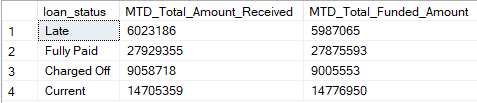 loan_status MTD_Total_Amount_Received MTD_Total_Funded_Amount
1 Late 6023186 5987065
2 Fully Paid 27929355 27875593
3 Charged Off 9058718 9005553
4 Current 14705359 14776950